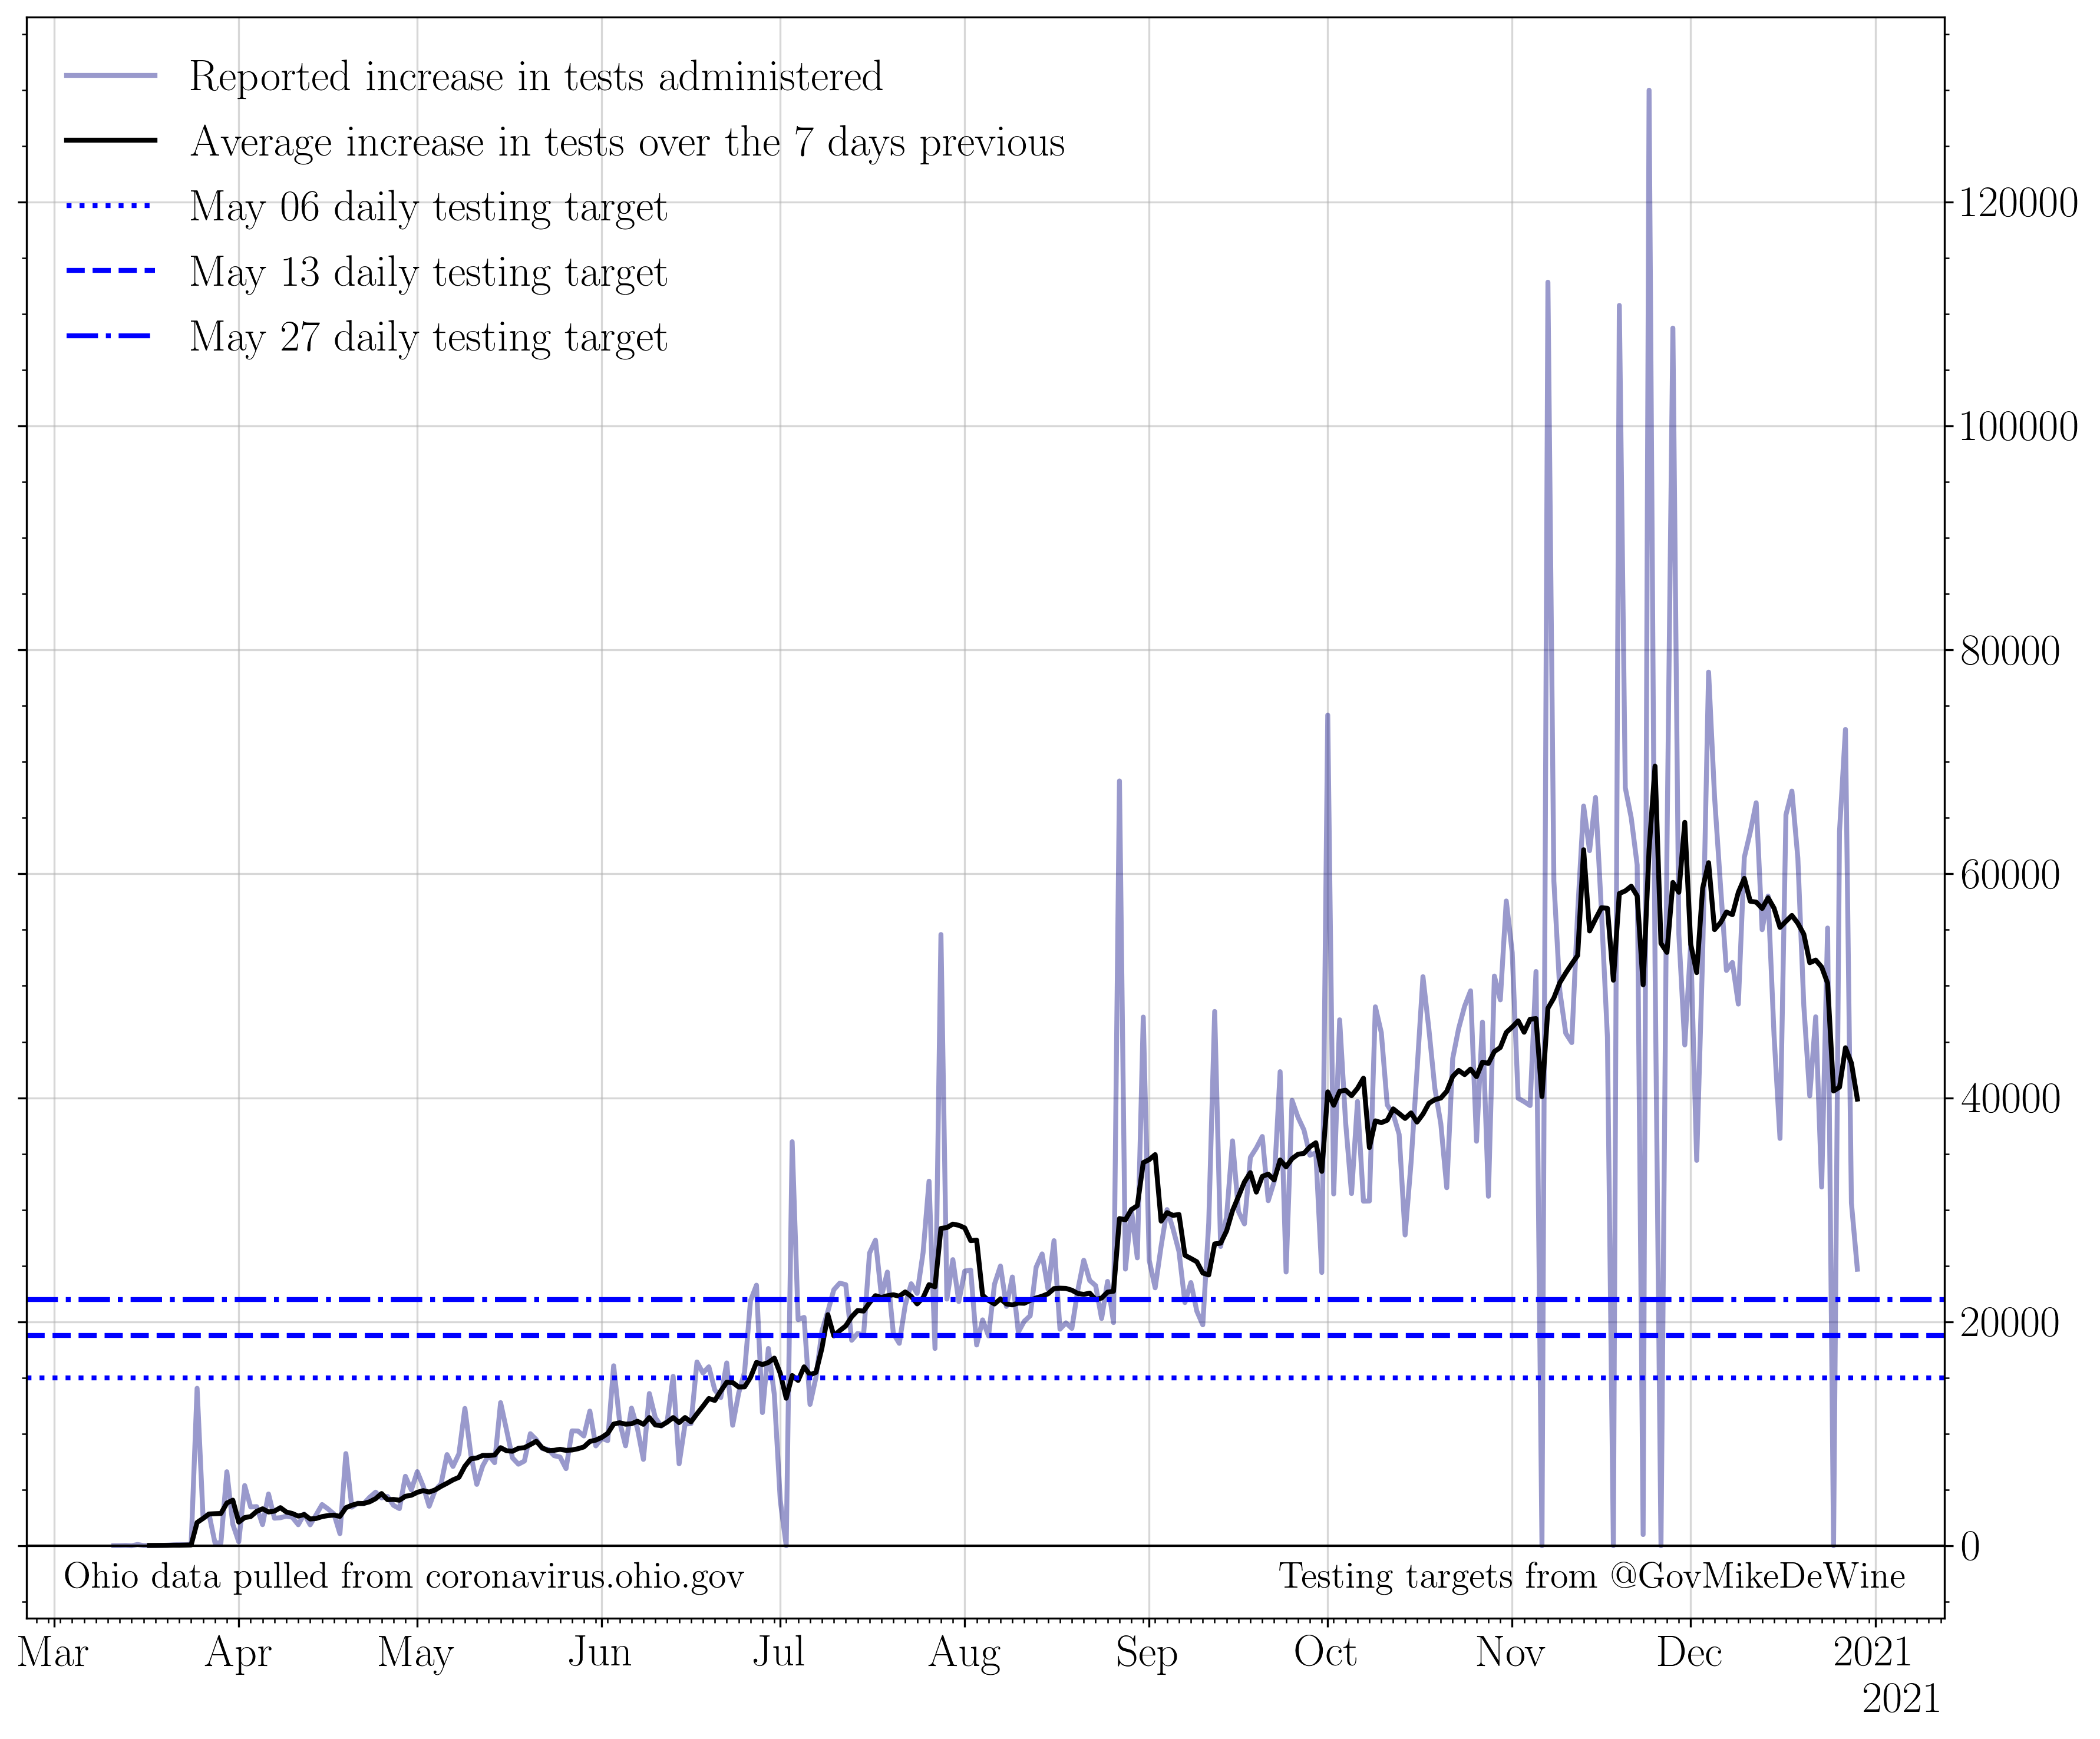 Reported increase in tests administered
Average increase in tests over the 7 days previous
May 06 daily testing target
May 13 daily testing target
May 27 daily testing target
120000
100000
80000
60000
40000
20000
0
Ohio data pulled from coronavirus.ohio.gov
Testing targets from @GovMikeDeWine
Mar Apr May Jun Jul Aug Sep Oct Nov Dec 2021
2021